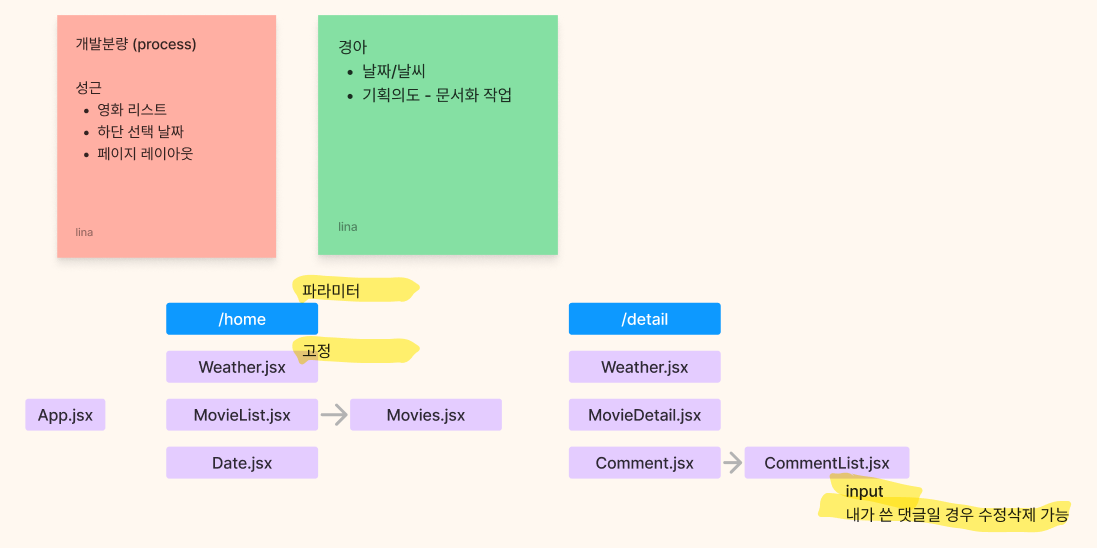 개발분량 (process)
성근
영화 리스트
하단 선택 날짜
페이지 레이아웃
lina
경아
날짜/날씨
기획의도 - 문서화 작업
lina
파라미터
/home
고정
Weather.jsx
App.jsx
MovieList.jsx
Movies.jsx
Date.jsx
/detail
Weather.jsx
MovieDetail.jsx
Comment.jsx
CommentList.jsx
input
내가 쓴 댓글일 경우 수정삭제 가능